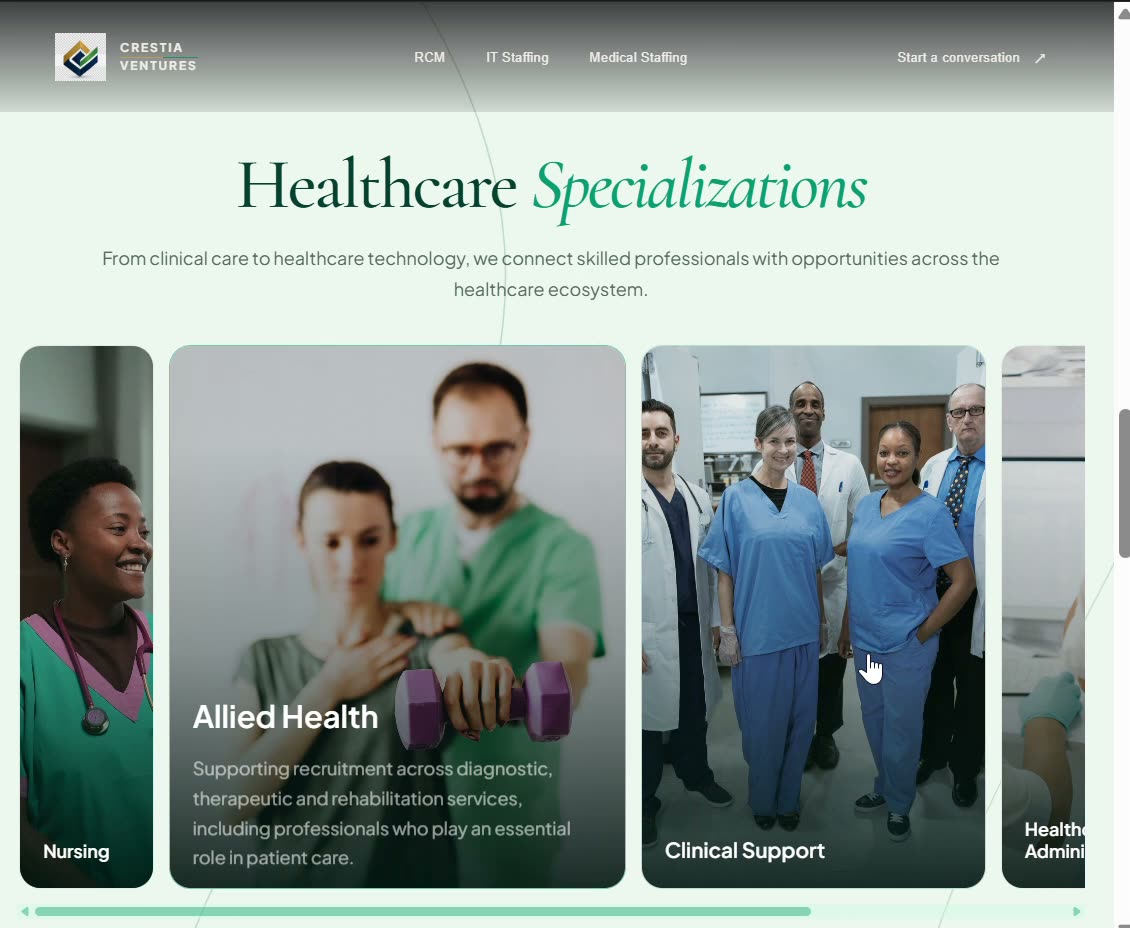 CRESTIA
VENTURES
RCM
IT Staffing
Medical Staffing
Start a conversation ↗
Healthcare Specializations
From clinical care to healthcare technology, we connect skilled professionals with opportunities across the
healthcare ecosystem.
Nursing
Allied Health
Supporting recruitment across diagnostic,
therapeutic and rehabilitation services,
including professionals who play an essential
role in patient care.
Clinical Support
Healthc
Admini